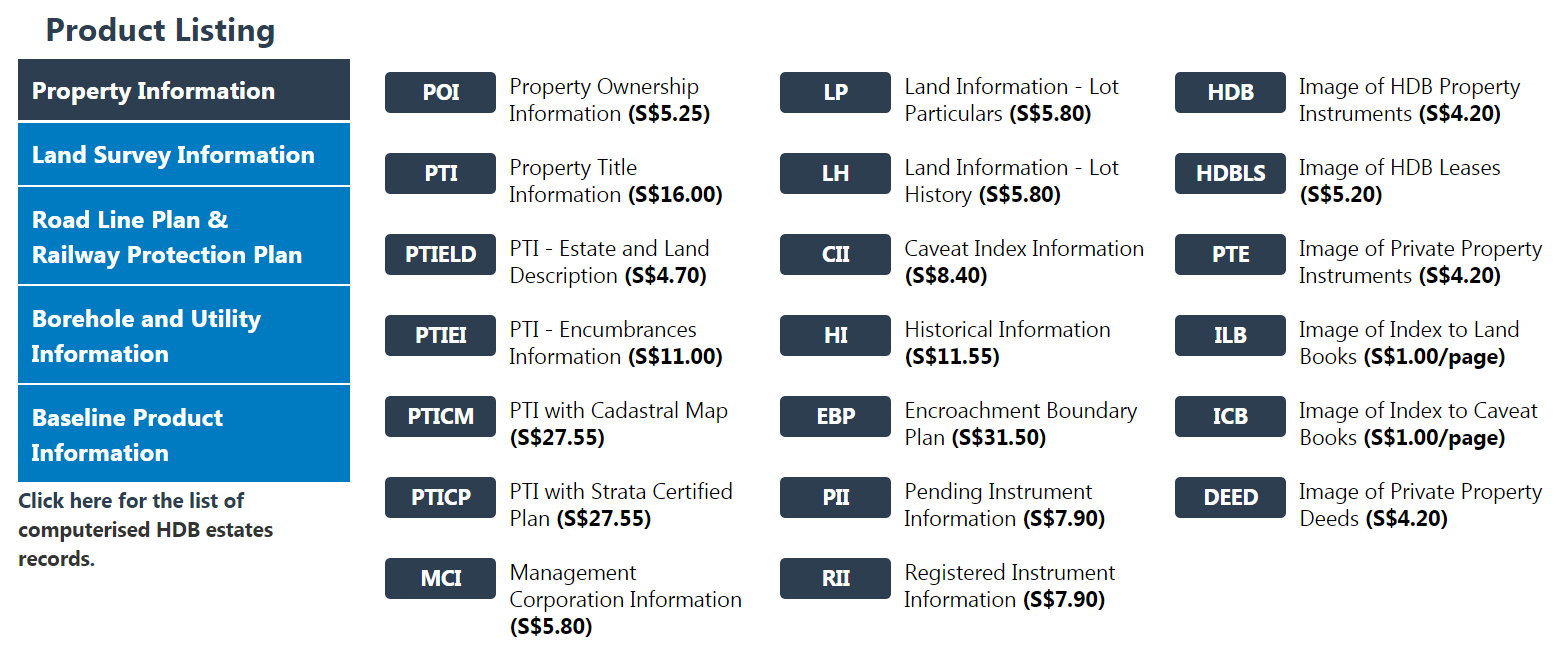 Product Listing
Property Information
Land Survey Information
Road Line Plan &
Railway Protection Plan
Borehole and Utility
Information
Baseline Product
Information
Click here for the list of
computerised HDB estates
records.
POI
Property Ownership
Information (S$5.25)
PTI
Property Title
Information (S$16.00)
PTIELD
PTI - Estate and Land
Description (S$4.70)
PTIEI
PTI - Encumbrances
Information (S$11.00)
PTICM
PTI with Cadastral Map
(S$27.55)
PTICP
PTI with Strata Certified
Plan (S$27.55)
MCI
Management
Corporation Information
(S$5.80)
LP
Land Information - Lot
Particulars (S$5.80)
LH
Land Information - Lot
History (S$5.80)
CII
Caveat Index Information
(S$8.40)
HI
Historical Information
(S$11.55)
EBP
Encroachment Boundary
Plan (S$31.50)
PII
Pending Instrument
Information (S$7.90)
RII
Registered Instrument
Information (S$7.90)
HDB
Image of HDB Property
Instruments (S$4.20)
HDBLS
Image of HDB Leases
(S$5.20)
PTE
Image of Private Property
Instruments (S$4.20)
ILB
Image of Index to Land
Books (S$1.00/page)
ICB
Image of Index to Caveat
Books (S$1.00/page)
DEED
Image of Private Property
Deeds (S$4.20)